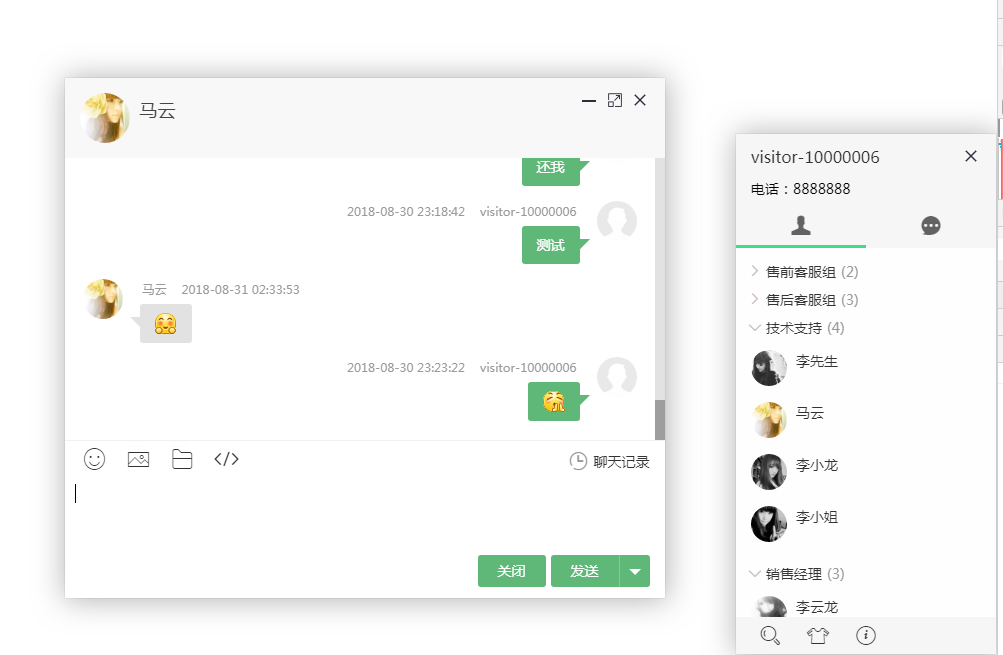 马云
还我
2018-08-30 23:18:42 visitor-10000006
测试
马云 2018-08-31 02:33:53
2018-08-30 23:23:22 visitor-10000006
</> 聊天记录
关闭 发送
visitor-10000006
电话：8888888
售前客服组 (2)
售后客服组 (3)
技术支持 (4)
李先生
马云
李小龙
李小姐
销售经理 (3)
李云龙